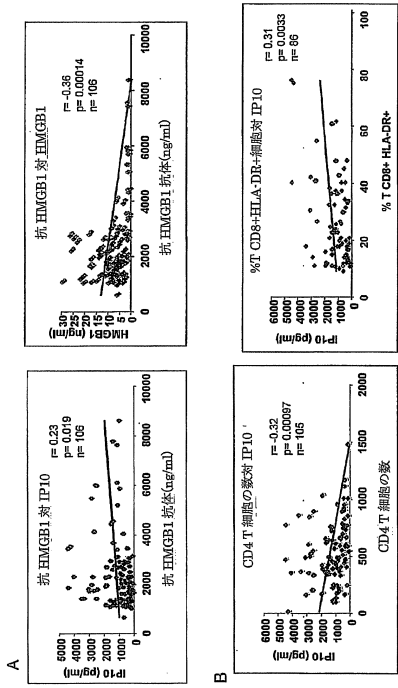 A
抗 HMGB1 対 IP10
r= 0.23
p= 0.019
n= 106
IP10 (pg/ml)
5000
4000
3000
2000
1000
0
0 2000 4000 6000 8000 10000
抗 HMGB1 抗体(ng/ml)
抗 HMGB1 対 HMGB1
r= -0.36
p= 0.00014
n= 106
HMGB1 (ng/ml)
30
25
20
15
10
5
0
0 2000 4000 6000 8000 10000
抗 HMGB1 抗体(ng/ml)
B
CD4 T 細胞の数対 IP10
r= -0.32
p= 0.00097
n= 105
IP10 (pg/ml)
6000
5000
4000
3000
2000
1000
0
0 500 1000 1500 2000
CD4 T 細胞の数
%T CD8+HLA-DR+細胞対 IP10
r= 0.31
p= 0.0033
n= 86
IP10 (pg/ml)
6000
5000
4000
3000
2000
1000
0
0 20 40 60 80 100
% T CD8+ HLA-DR+